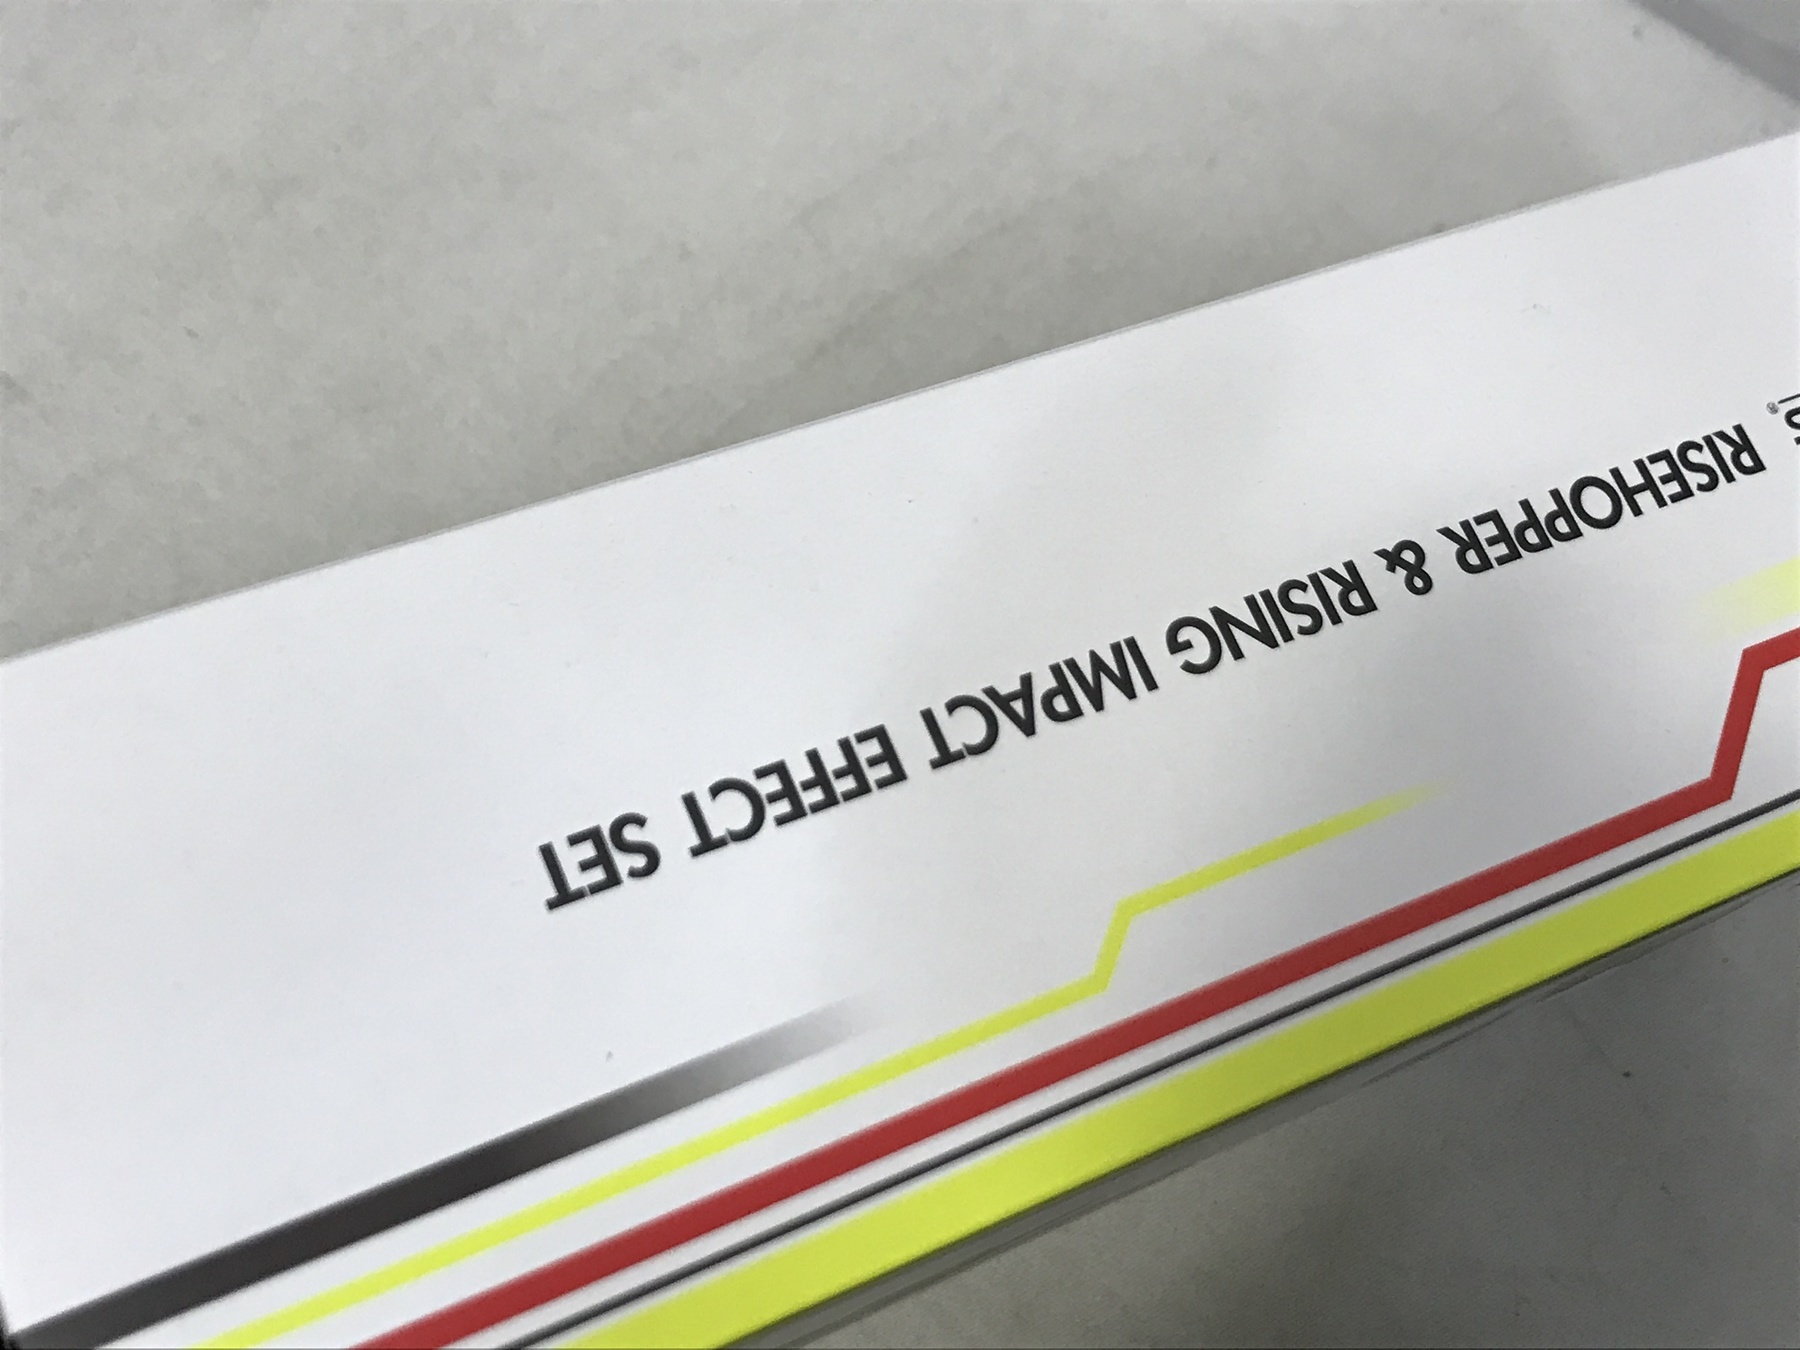 RISEHOPPER & RISING IMPACT EFFECT SET